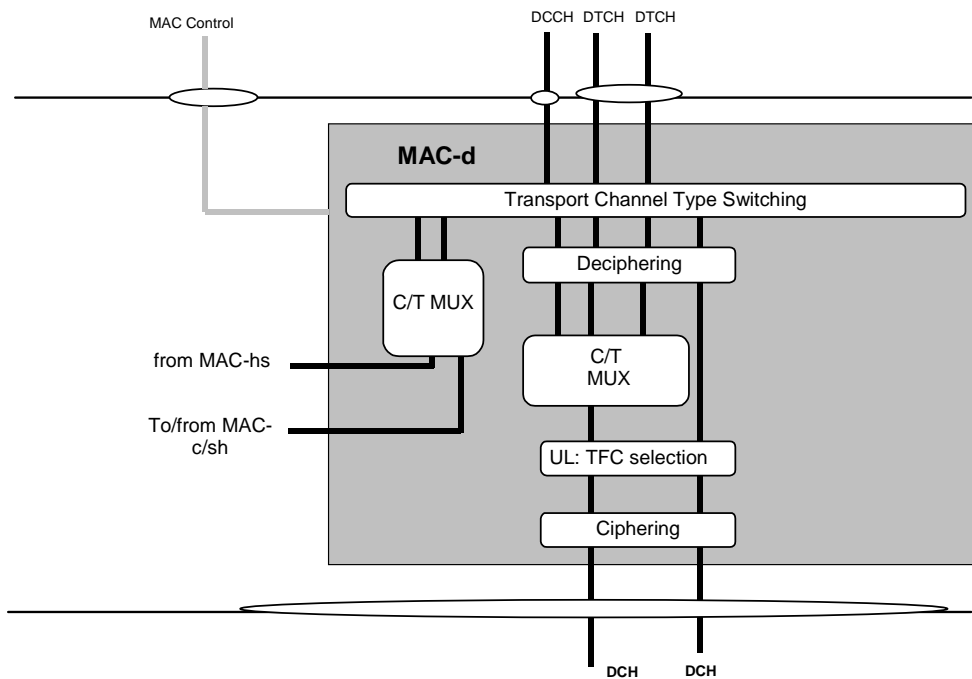 MAC Control
DCCH DTCH DTCH
MAC-d
Transport Channel Type Switching
Deciphering
C/T MUX
C/T
MUX
from MAC-hs
To/from MAC-
c/sh
UL: TFC selection
Ciphering
DCH
DCH